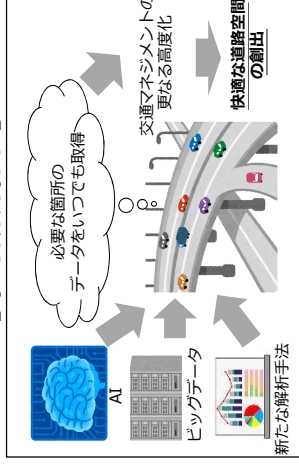 必要な箇所の
データをいつでも取得
交通マネジメントの
更なる高度化
快適な道路空間
の創出
AI
ビッグデータ
新たな解析手法